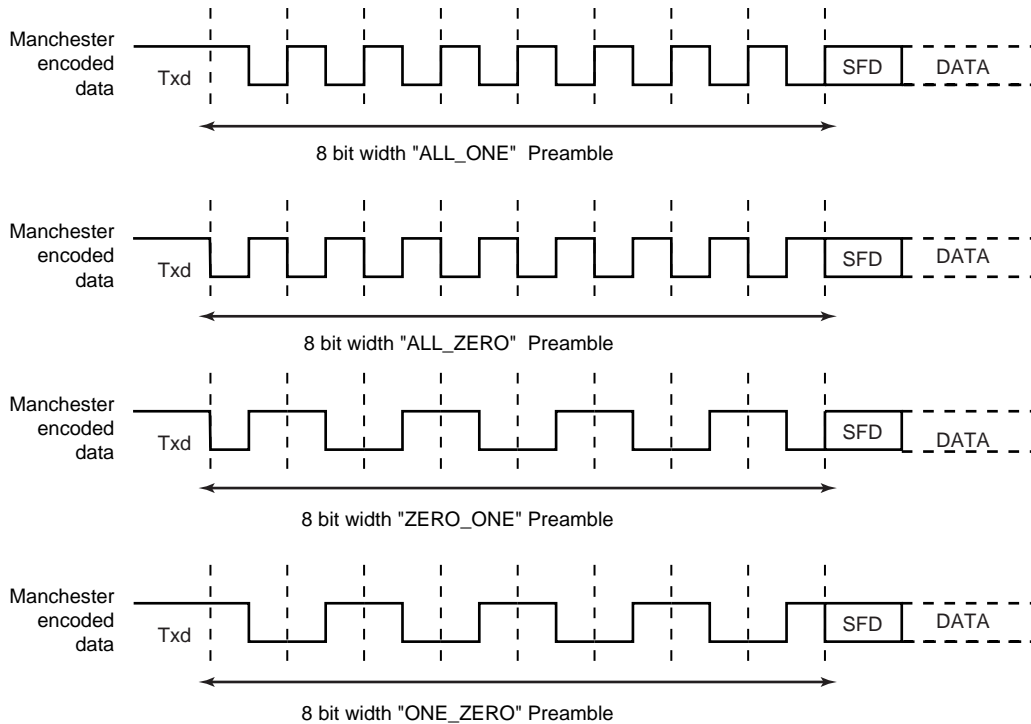 Manchester
encoded
data
Txd
SFD
DATA
8 bit width "ALL_ONE" Preamble
Manchester
encoded
data
Txd
SFD
DATA
8 bit width "ALL_ZERO" Preamble
Manchester
encoded
data
Txd
SFD
DATA
8 bit width "ZERO_ONE" Preamble
Manchester
encoded
data
Txd
SFD
DATA
8 bit width "ONE_ZERO" Preamble